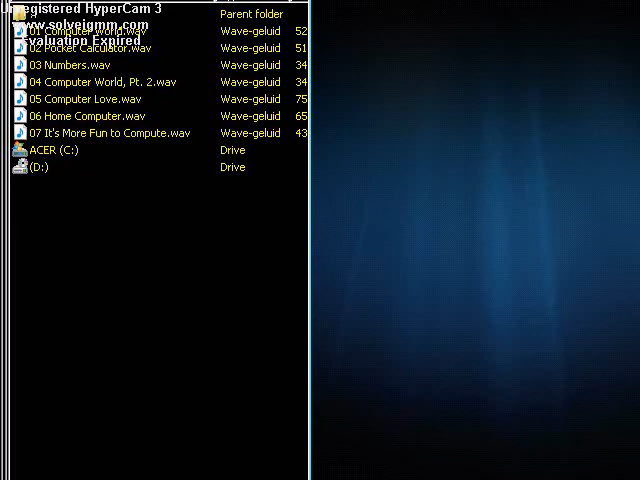 Unregistered HyperCam 3
www.solveigmm.com
Evaluation Expired
Parent folder
01 Computer World.wav Wave-geluid 52
02 Pocket Calculator.wav Wave-geluid 51
03 Numbers.wav Wave-geluid 34
04 Computer World, Pt. 2.wav Wave-geluid 34
05 Computer Love.wav Wave-geluid 75
06 Home Computer.wav Wave-geluid 65
07 It's More Fun to Compute.wav Wave-geluid 43
ACER (C:) Drive
(D:) Drive